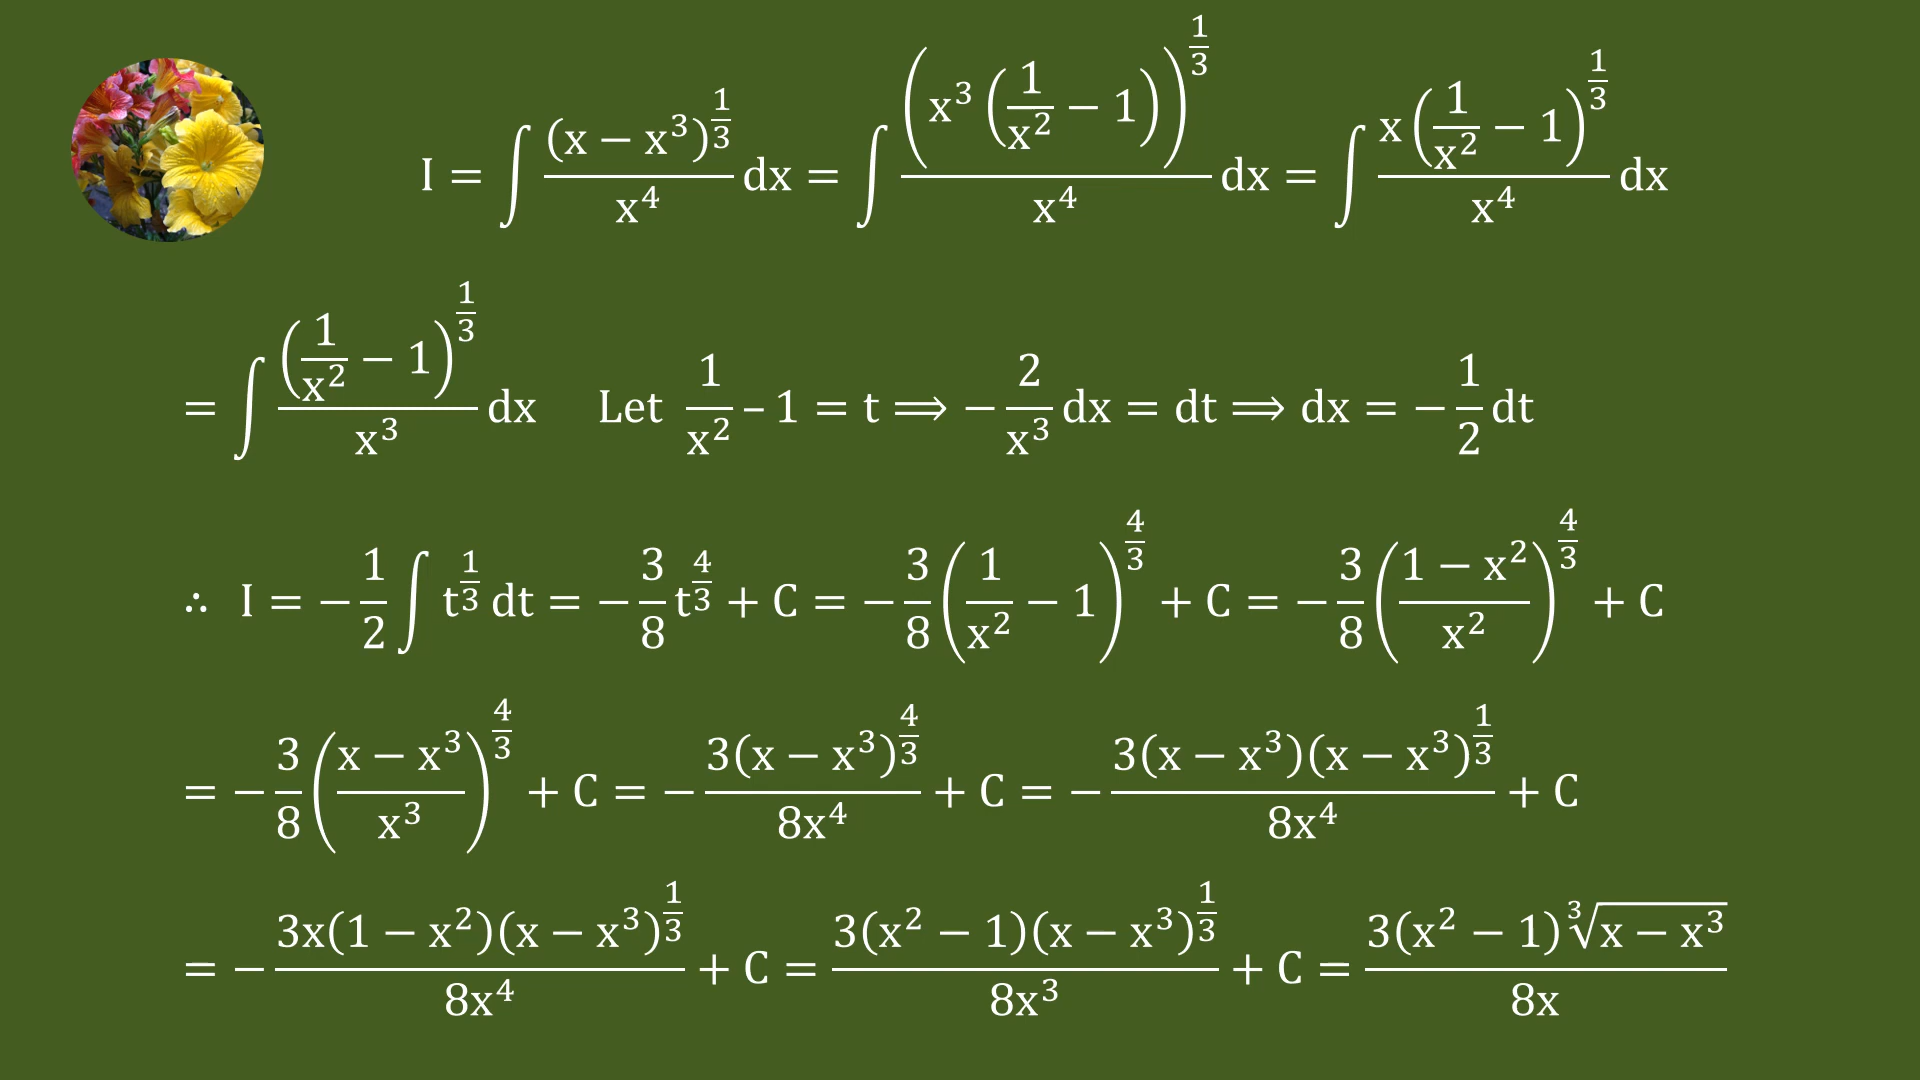 I = ∫ (x − x³)^(1/3) / x⁴ dx = ∫ (x³(1/x² − 1))^(1/3) / x⁴ dx = ∫ x(1/x² − 1)^(1/3) / x⁴ dx
= ∫ (1/x² − 1)^(1/3) / x³ dx Let 1/x² – 1 = t ⟹ − 2/x³ dx = dt ⟹ dx = − 1/2 dt
∴ I = − 1/2 ∫ t^(1/3) dt = − 3/8 t^(4/3) + C = − 3/8 (1/x² − 1)^(4/3) + C = − 3/8 ((1 − x²)/x²)^(4/3) + C
= − 3/8 ((x − x³)/x³)^(4/3) + C = − 3(x − x³)^(4/3) / 8x⁴ + C = − 3(x − x³)(x − x³)^(1/3) / 8x⁴ + C
= − 3x(1 − x²)(x − x³)^(1/3) / 8x⁴ + C = 3(x² − 1)(x − x³)^(1/3) / 8x³ + C = 3(x² − 1)∛(x − x³) / 8x